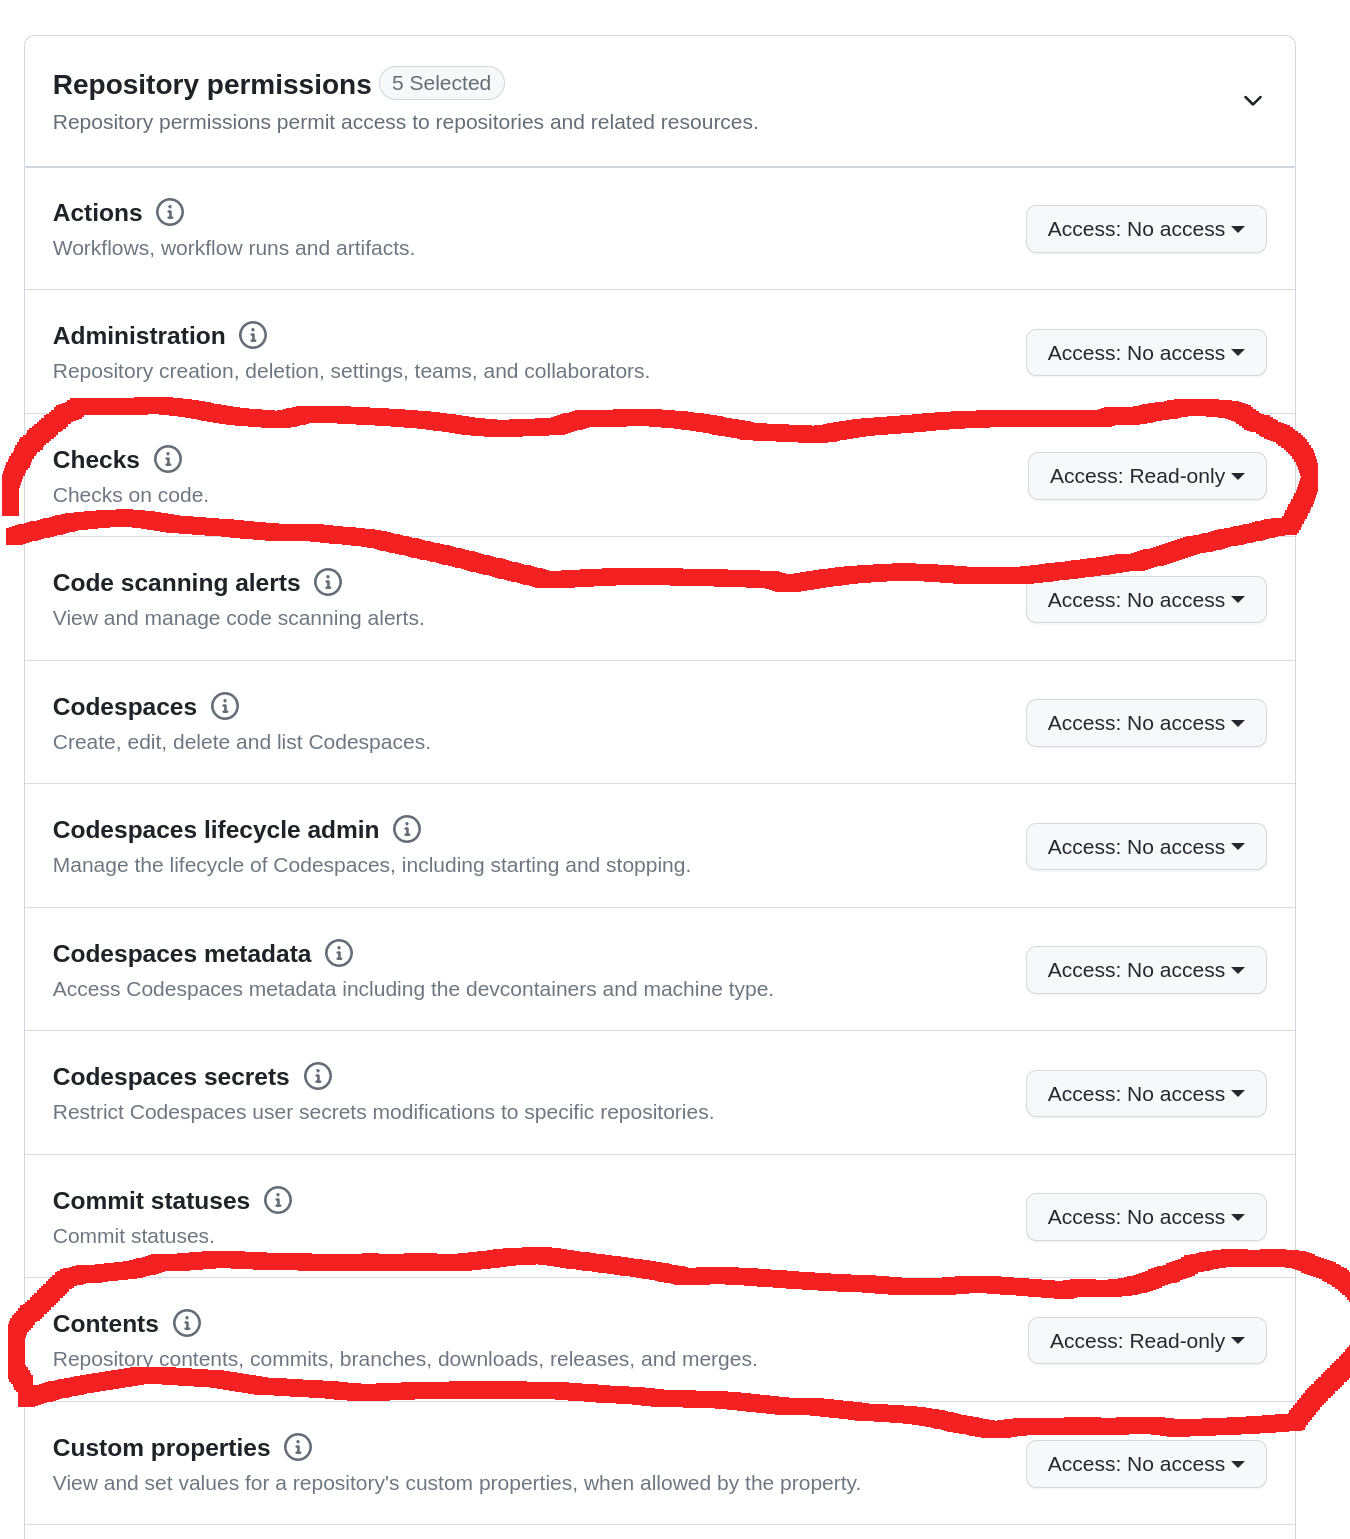 Repository permissions 5 Selected
Repository permissions permit access to repositories and related resources.
Actions
Workflows, workflow runs and artifacts.
Access: No access
Administration
Repository creation, deletion, settings, teams, and collaborators.
Access: No access
Checks
Checks on code.
Access: Read-only
Code scanning alerts
View and manage code scanning alerts.
Access: No access
Codespaces
Create, edit, delete and list Codespaces.
Access: No access
Codespaces lifecycle admin
Manage the lifecycle of Codespaces, including starting and stopping.
Access: No access
Codespaces metadata
Access Codespaces metadata including the devcontainers and machine type.
Access: No access
Codespaces secrets
Restrict Codespaces user secrets modifications to specific repositories.
Access: No access
Commit statuses
Commit statuses.
Access: No access
Contents
Repository contents, commits, branches, downloads, releases, and merges.
Access: Read-only
Custom properties
View and set values for a repository's custom properties, when allowed by the property.
Access: No access